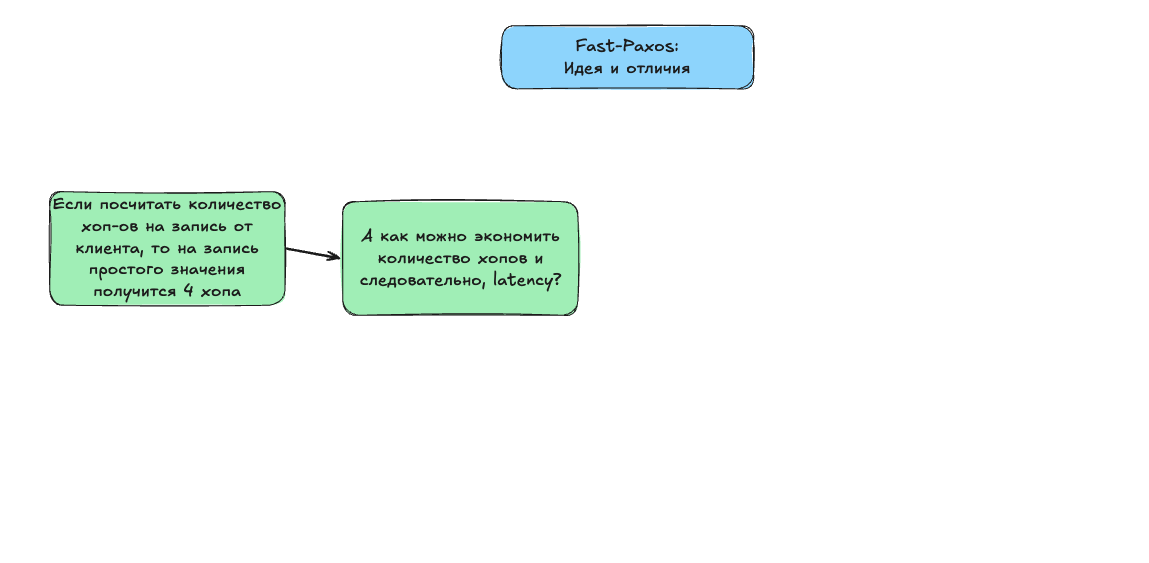 Fast-Paxos:
Идея и отличия
Если посчитать количество
хоп-ов на запись от
клиента, то на запись
простого значения
получится 4 хопа
А как можно экономить
количество хопов и
следовательно, latency?